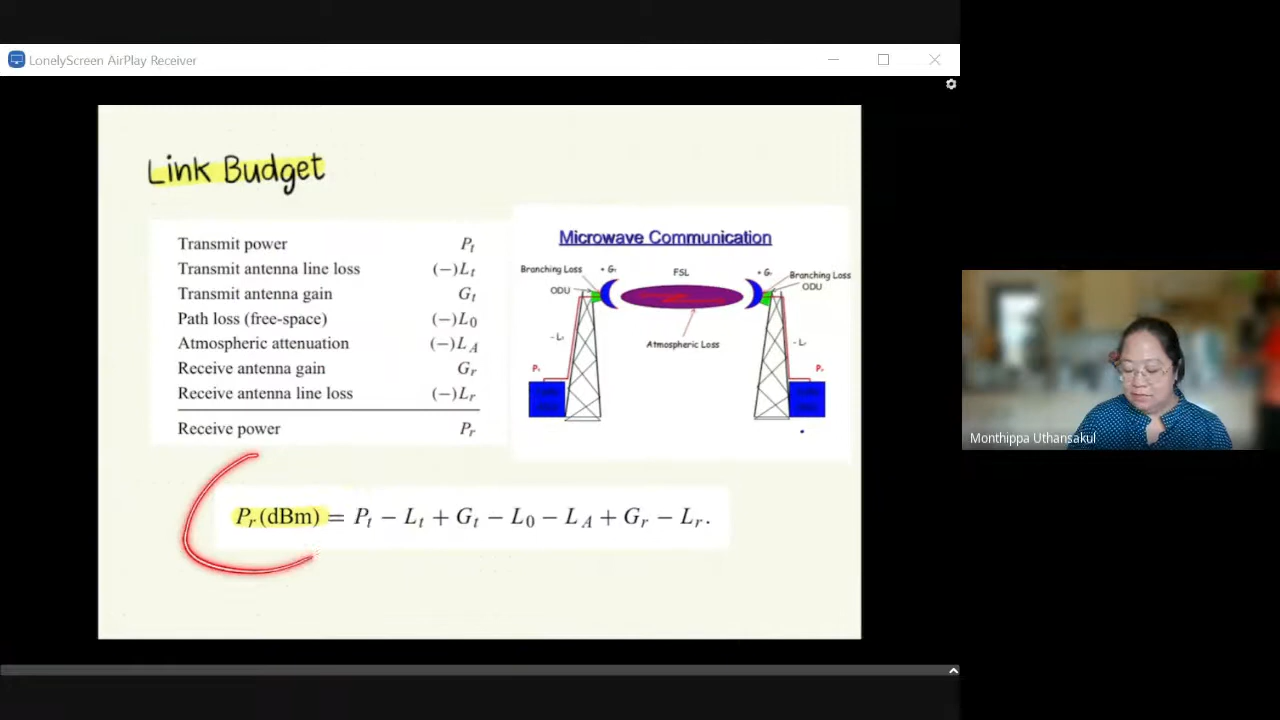 LonelyScreen AirPlay Receiver
Link Budget
Transmit power Pt
Transmit antenna line loss (−)Lt
Transmit antenna gain Gt
Path loss (free-space) (−)L0
Atmospheric attenuation (−)LA
Receive antenna gain Gr
Receive antenna line loss (−)Lr
Receive power Pr
Microwave Communication
Branching Loss
+ Gt
FSL
+ Gr
Branching Loss
ODU
ODU
Atmospheric Loss
Pr(dBm) = Pt − Lt + Gt − L0 − LA + Gr − Lr.
Monthippa Uthansakul